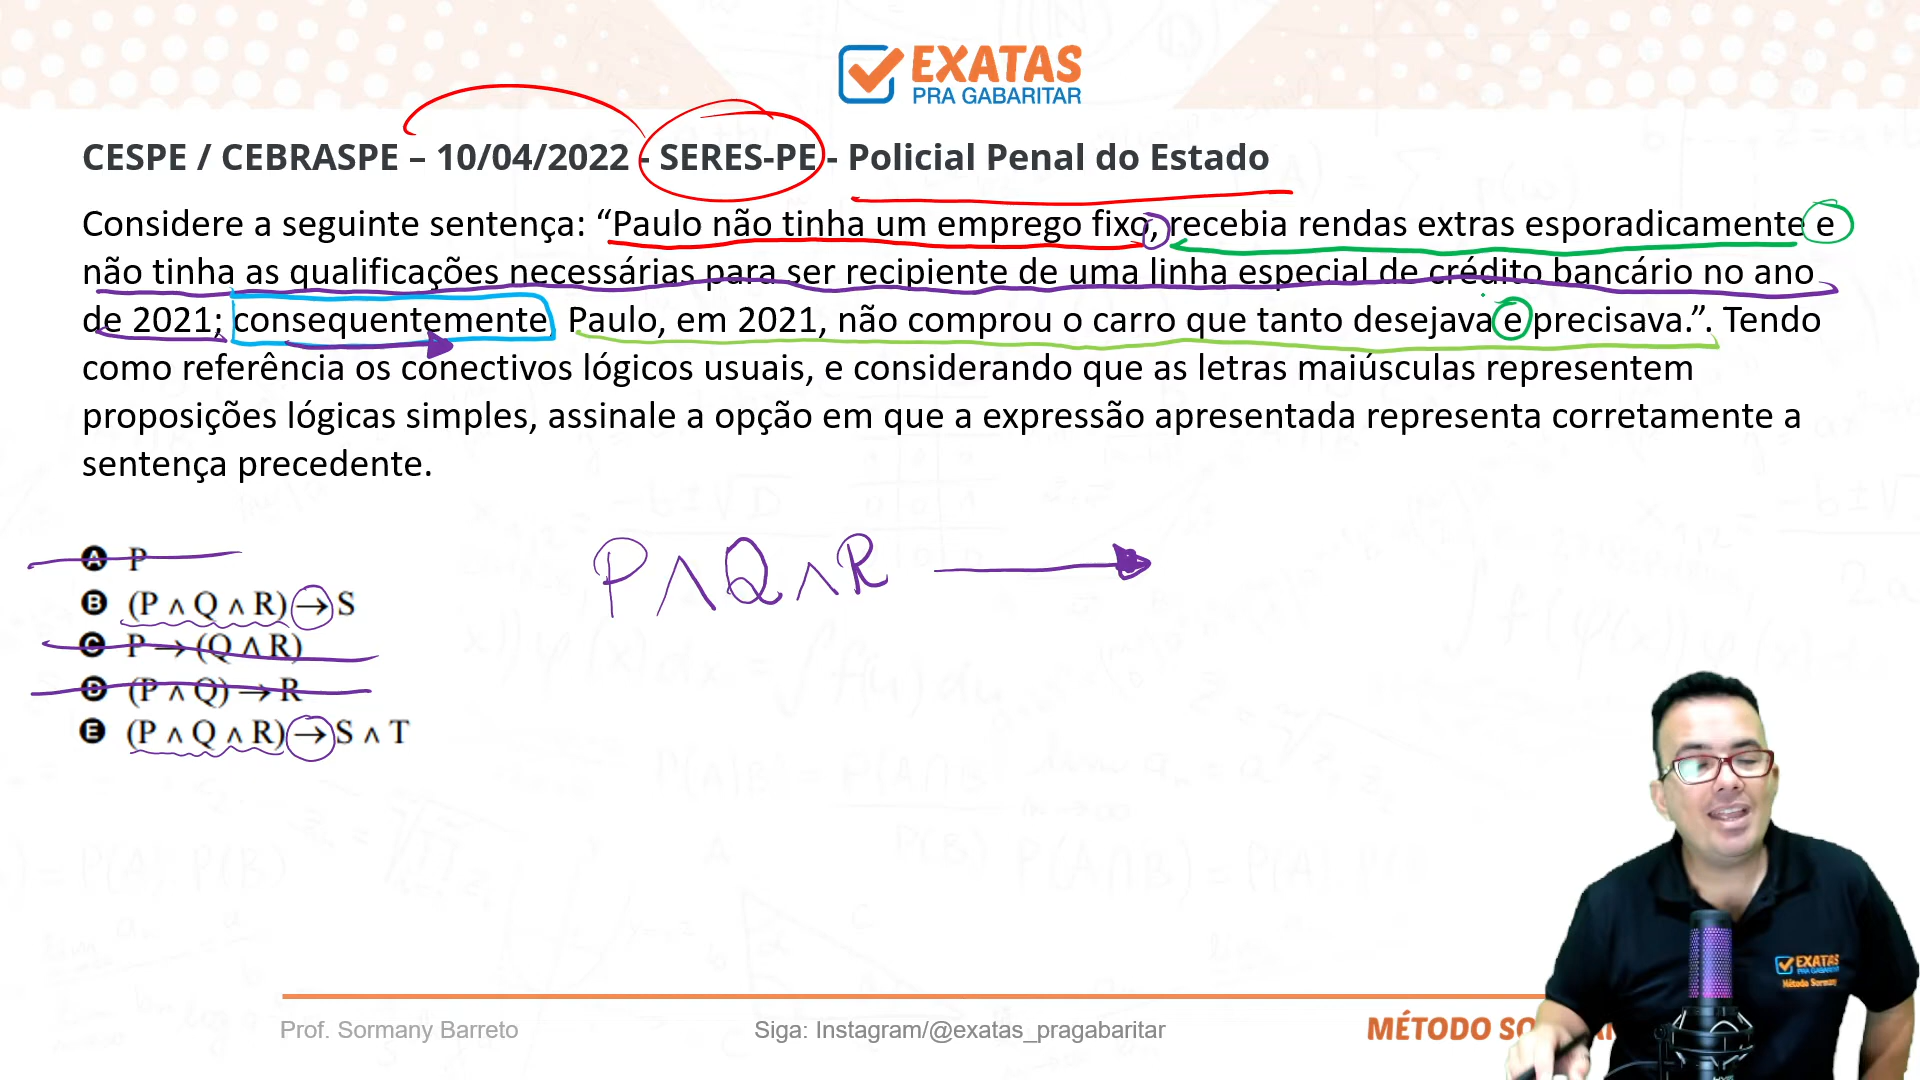 EXATAS
PRA GABARITAR
CESPE / CEBRASPE – 10/04/2022 - SERES-PE - Policial Penal do Estado
Considere a seguinte sentença: “Paulo não tinha um emprego fixo, recebia rendas extras esporadicamente e
não tinha as qualificações necessárias para ser recipiente de uma linha especial de crédito bancário no ano
de 2021; consequentemente, Paulo, em 2021, não comprou o carro que tanto desejava e precisava.”. Tendo
como referência os conectivos lógicos usuais, e considerando que as letras maiúsculas representem
proposições lógicas simples, assinale a opção em que a expressão apresentada representa corretamente a
sentença precedente.
A P
B (P ∧ Q ∧ R) → S
C P → (Q ∧ R)
D (P ∧ Q) → R
E (P ∧ Q ∧ R) → S ∧ T
P ∧ Q ∧ R →
EXATAS
PRA GABARITAR
Método Sormany
Prof. Sormany Barreto
Siga: Instagram/@exatas_pragabaritar
MÉTODO SO